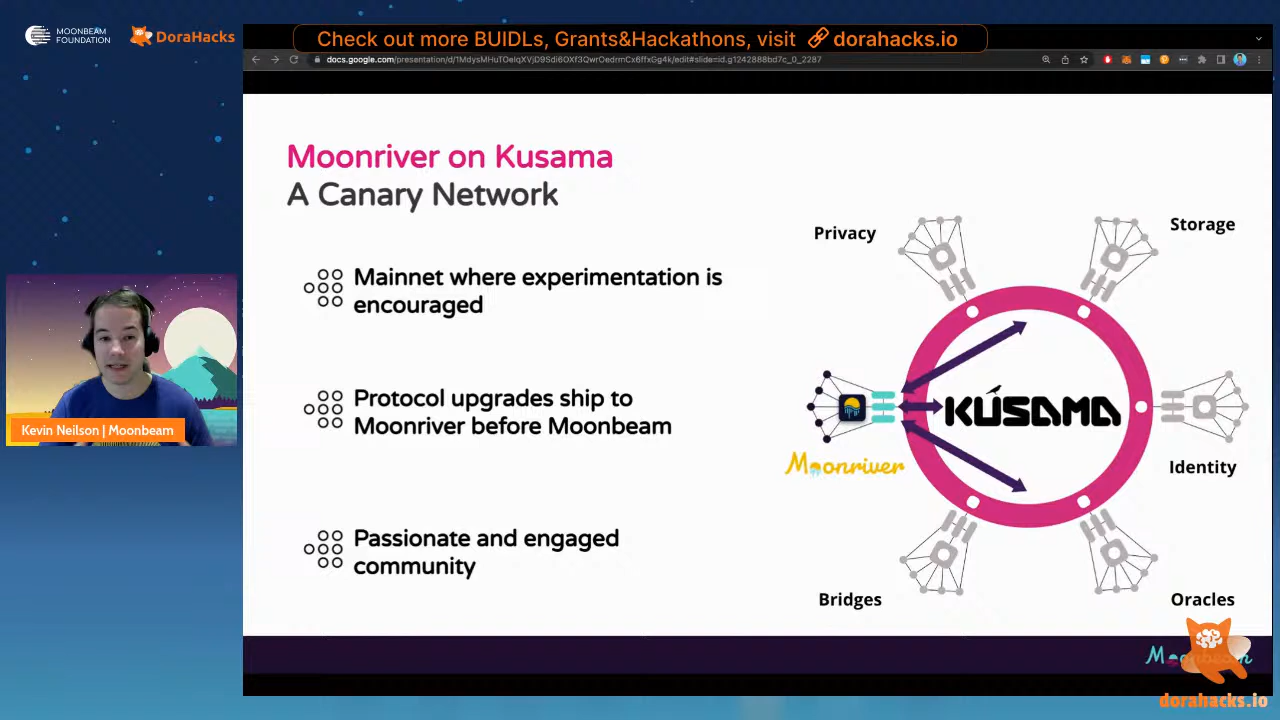 MOONBEAM
FOUNDATION
DoraHacks
Check out more BUIDLs, Grants&Hackathons, visit dorahacks.io
Moonriver on Kusama
A Canary Network
Mainnet where experimentation is
encouraged
Protocol upgrades ship to
Moonriver before Moonbeam
Passionate and engaged
community
Privacy
Storage
KUSAMA
Moonriver
Identity
Bridges
Oracles
Kevin Neilson | Moonbeam
Moonbeam
dorahacks.io